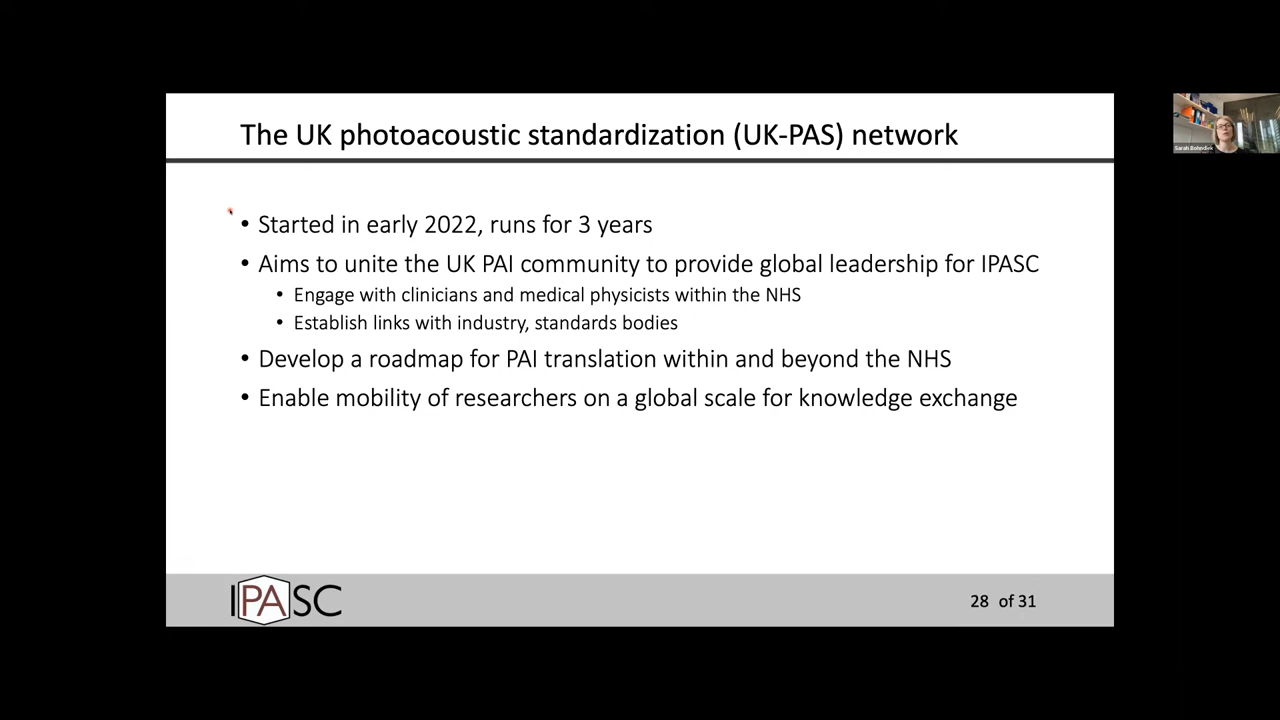 The UK photoacoustic standardization (UK-PAS) network
• Started in early 2022, runs for 3 years
• Aims to unite the UK PAI community to provide global leadership for IPASC
• Engage with clinicians and medical physicists within the NHS
• Establish links with industry, standards bodies
• Develop a roadmap for PAI translation within and beyond the NHS
• Enable mobility of researchers on a global scale for knowledge exchange
IPASC
28 of 31
Sarah Bohndiek